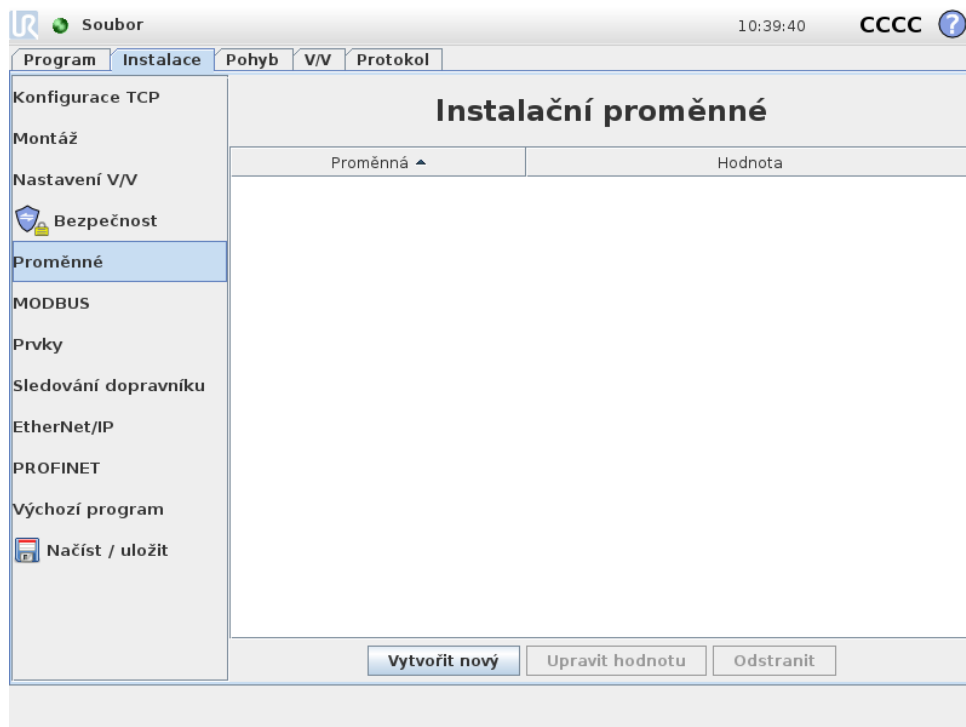 UR Soubor 10:39:40 CCCC ?
Program Instalace Pohyb V/V Protokol
Konfigurace TCP
Montáž
Nastavení V/V
Bezpečnost
Proměnné
MODBUS
Prvky
Sledování dopravníku
EtherNet/IP
PROFINET
Výchozí program
Načíst / uložit
Instalační proměnné
Proměnná Hodnota
Vytvořit nový Upravit hodnotu Odstranit